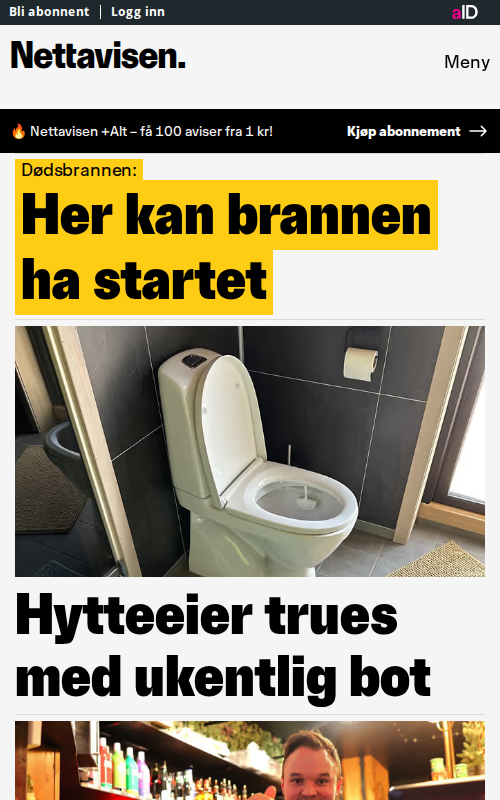 Bli abonnent | Logg inn
aID
Nettavisen.
Meny
🔥 Nettavisen +Alt – få 100 aviser fra 1 kr!
Kjøp abonnement →
Dødsbrannen:
Her kan brannen
ha startet
Hytteeier trues
med ukentlig bot